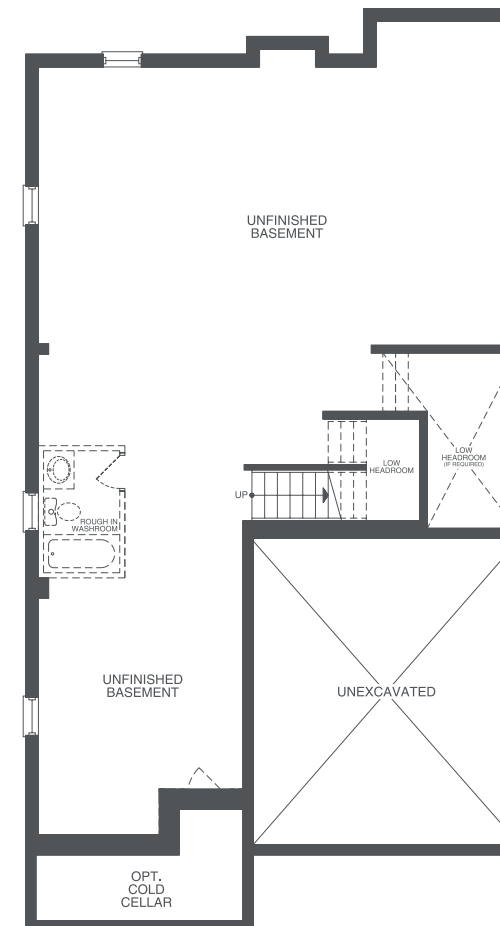 UNFINISHED
BASEMENT
LOW
HEADROOM
(IF REQUIRED)
LOW
HEADROOM
UP
ROUGH IN
WASHROOM
UNFINISHED
BASEMENT
UNEXCAVATED
OPT.
COLD
CELLAR